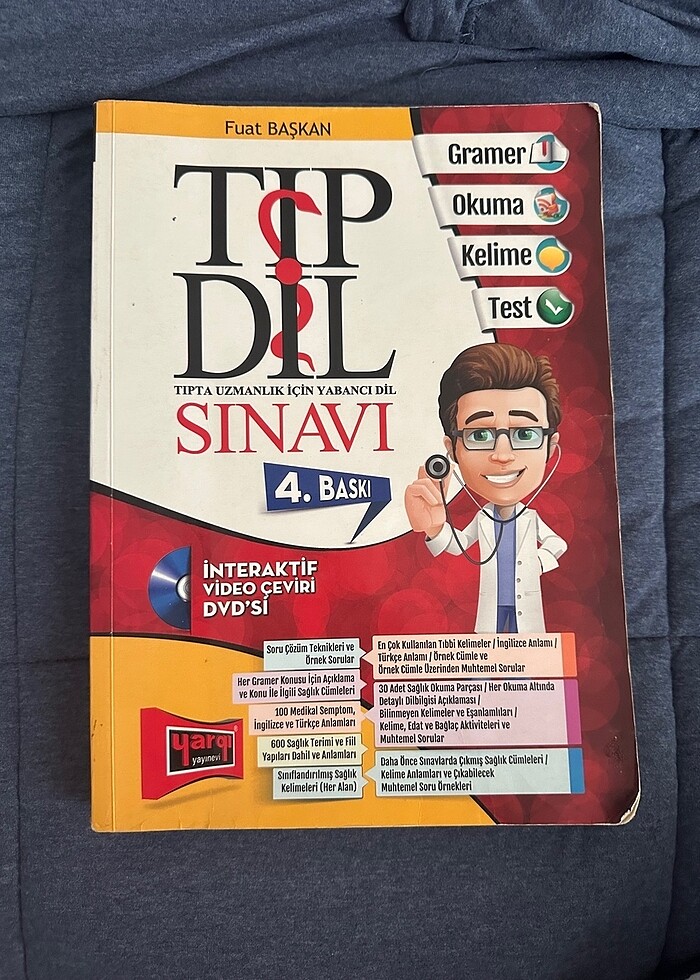 Fuat BAŞKAN
TIP
DİL
TIPTA UZMANLIK İÇİN YABANCI DİL
SINAVI
4. BASKI
Gramer
Okuma
Kelime
Test
İNTERAKTİF
VİDEO ÇEVİRİ
DVD'Sİ
Soru Çözüm Teknikleri ve
Örnek Sorular
Her Gramer Konusu İçin Açıklama
ve Konu İle İlgili Sağlık Cümleleri
100 Medikal Semptom,
İngilizce ve Türkçe Anlamları
600 Sağlık Terimi ve Fiil
Yapıları Dahil ve Anlamları
Sınıflandırılmış Sağlık
Kelimeleri (Her Alan)
En Çok Kullanılan Tıbbi Kelimeler / İngilizce Anlamı /
Türkçe Anlamı / Örnek Cümle ve
Örnek Cümle Üzerinden Muhtemel Sorular
30 Adet Sağlık Okuma Parçası / Her Okuma Altında
Detaylı Dilbilgisi Açıklaması /
Bilinmeyen Kelimeler ve Eşanlamlıları /
Kelime, Edat ve Bağlaç Aktiviteleri ve
Muhtemel Sorular
Daha Önce Sınavlarda Çıkmış Sağlık Cümleleri /
Kelime Anlamları ve Çıkabilecek
Muhtemel Soru Örnekleri
yargı
yayınevi